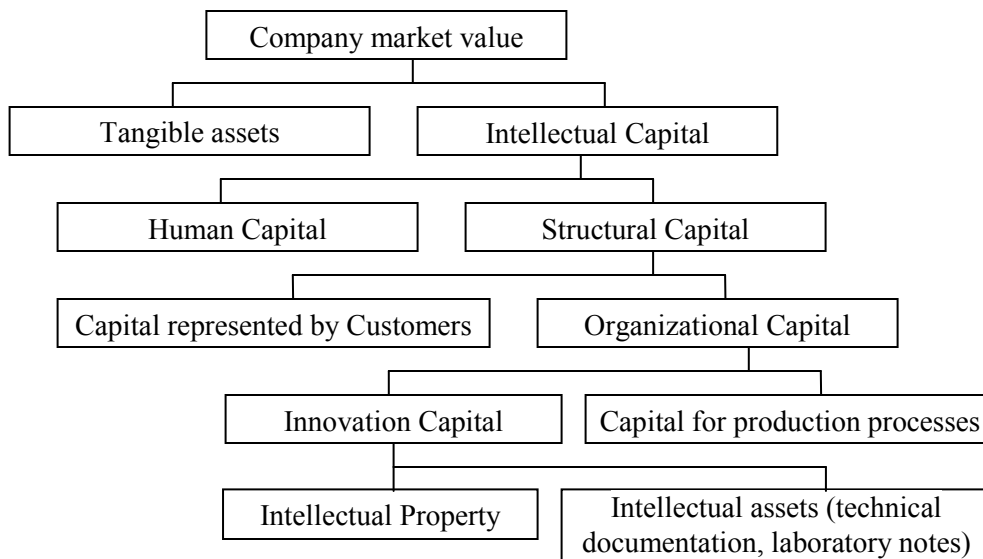 Company market value
Tangible assets
Intellectual Capital
Human Capital
Structural Capital
Capital represented by Customers
Organizational Capital
Innovation Capital
Capital for production processes
Intellectual Property
Intellectual assets (technical
documentation, laboratory notes)